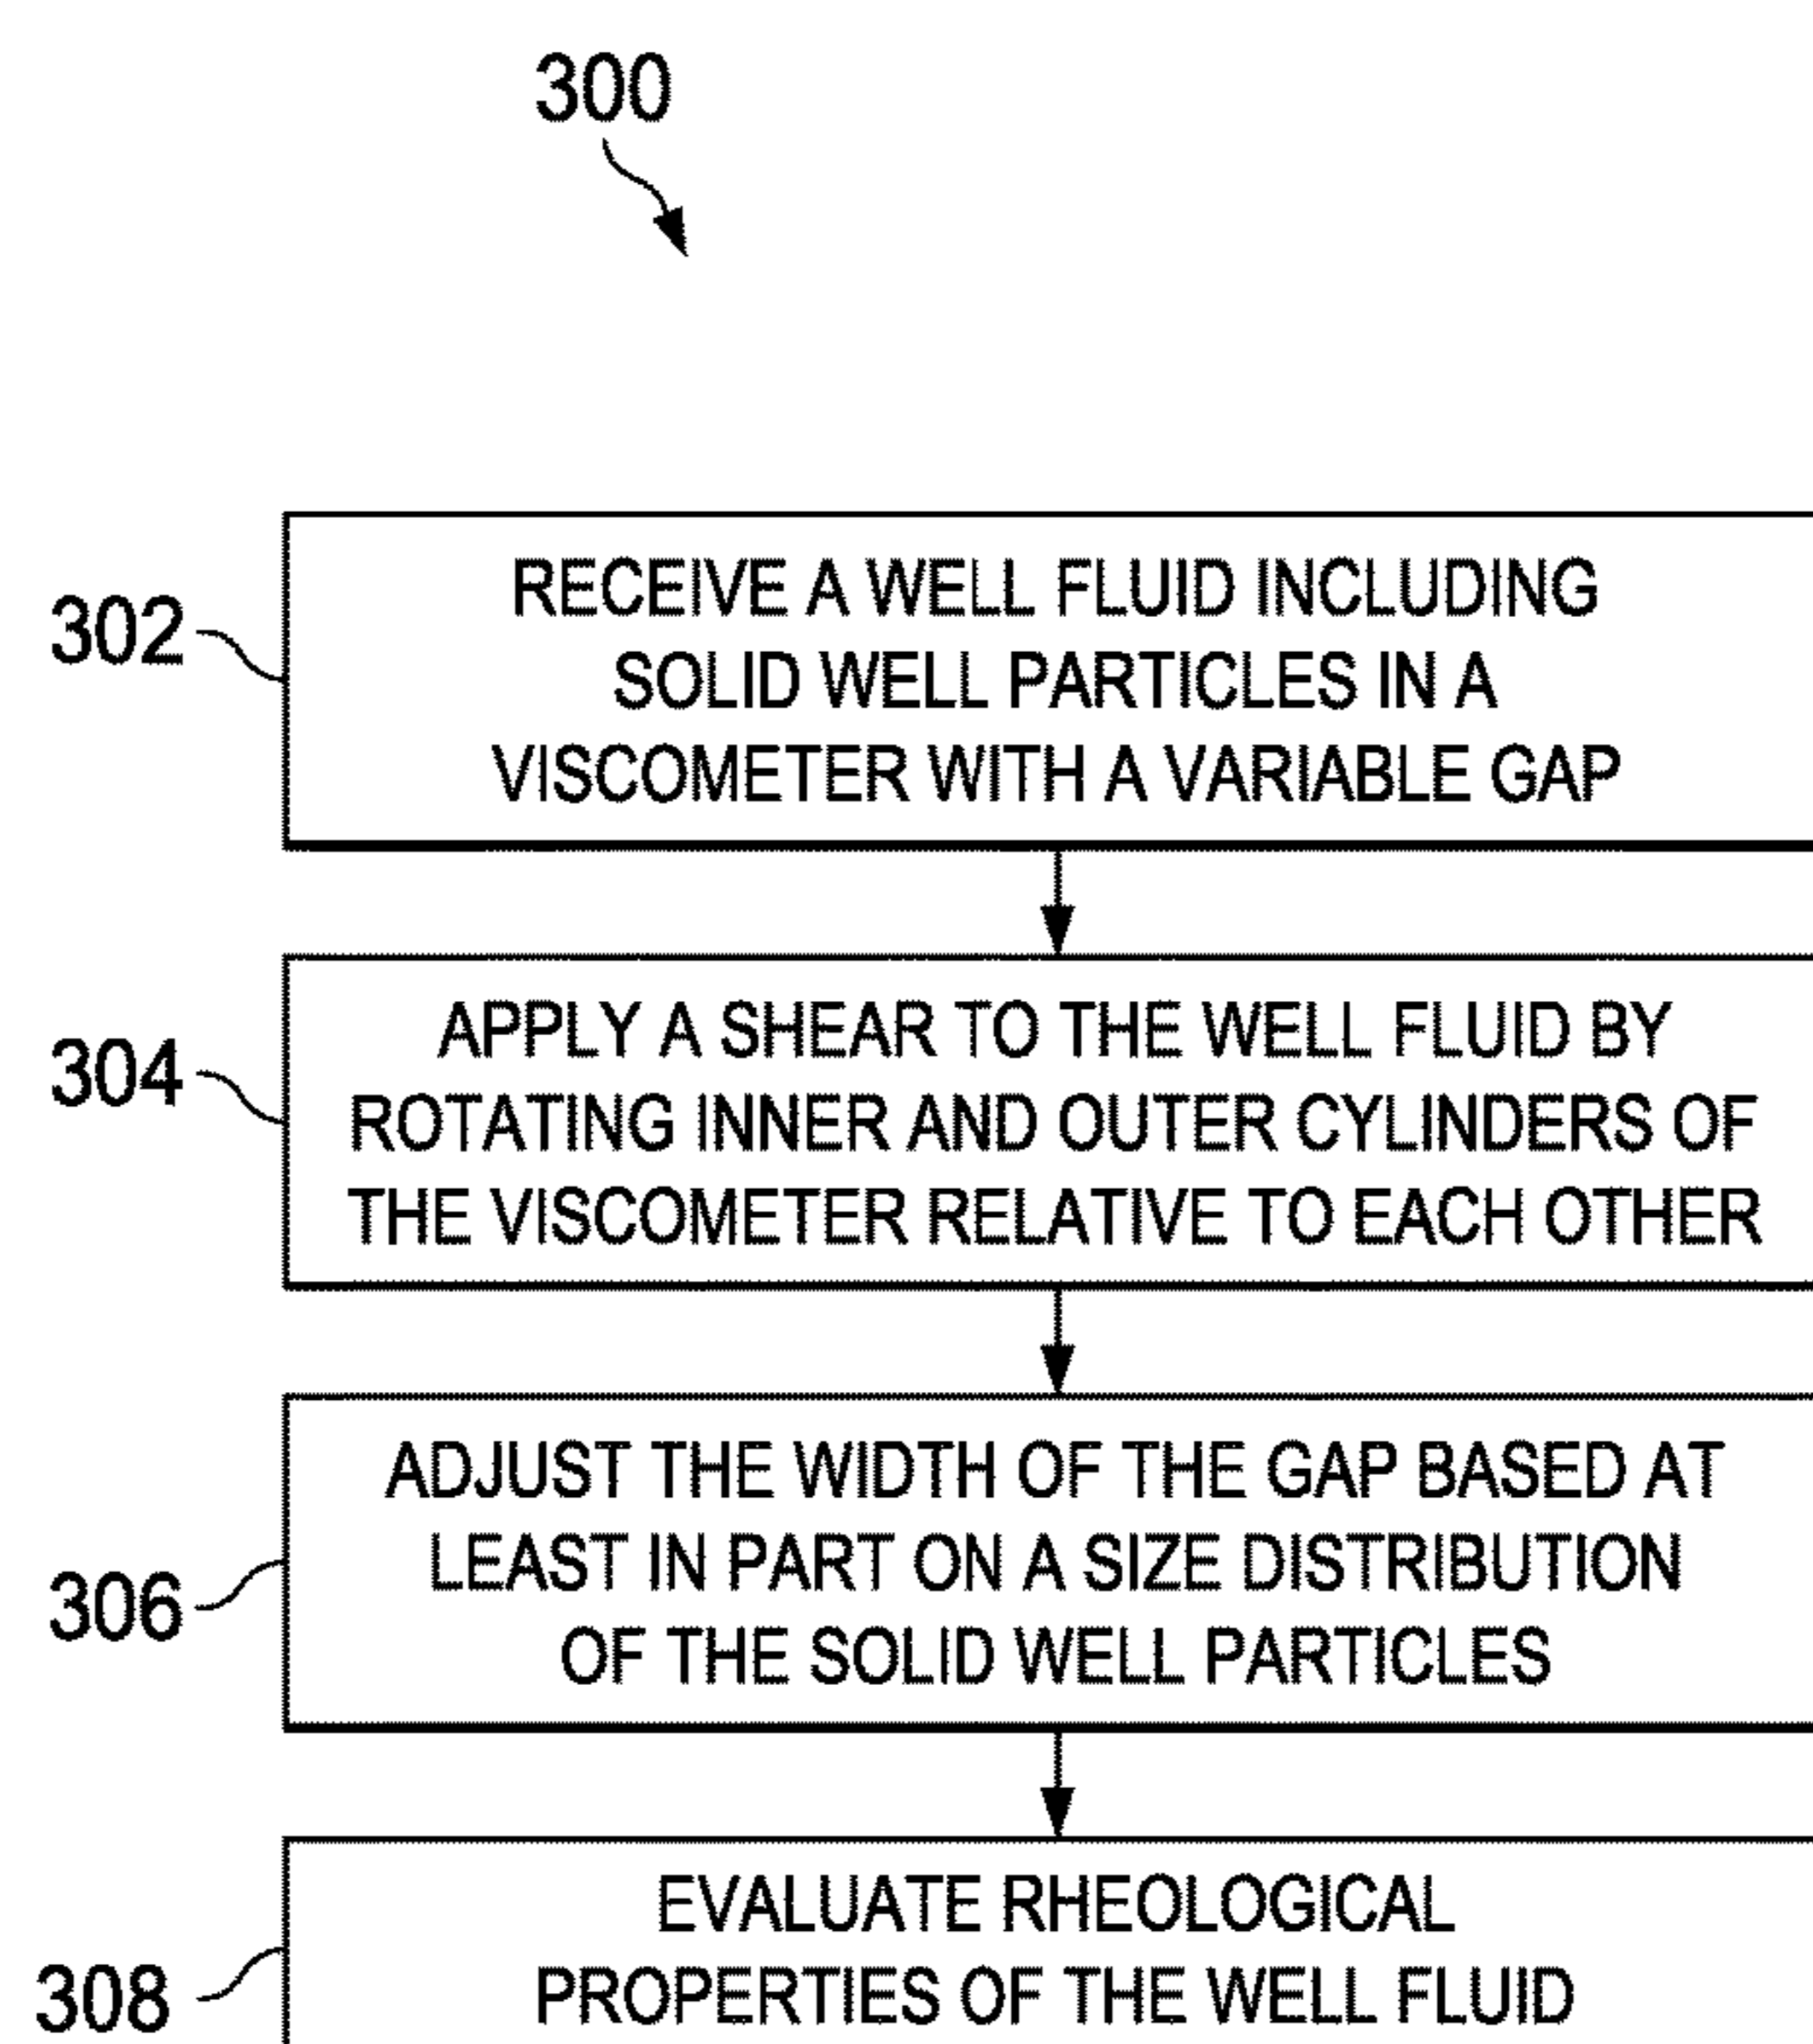 300
302
RECEIVE A WELL FLUID INCLUDING
SOLID WELL PARTICLES IN A
VISCOMETER WITH A VARIABLE GAP
304
APPLY A SHEAR TO THE WELL FLUID BY
ROTATING INNER AND OUTER CYLINDERS OF
THE VISCOMETER RELATIVE TO EACH OTHER
306
ADJUST THE WIDTH OF THE GAP BASED AT
LEAST IN PART ON A SIZE DISTRIBUTION
OF THE SOLID WELL PARTICLES
308
EVALUATE RHEOLOGICAL
PROPERTIES OF THE WELL FLUID